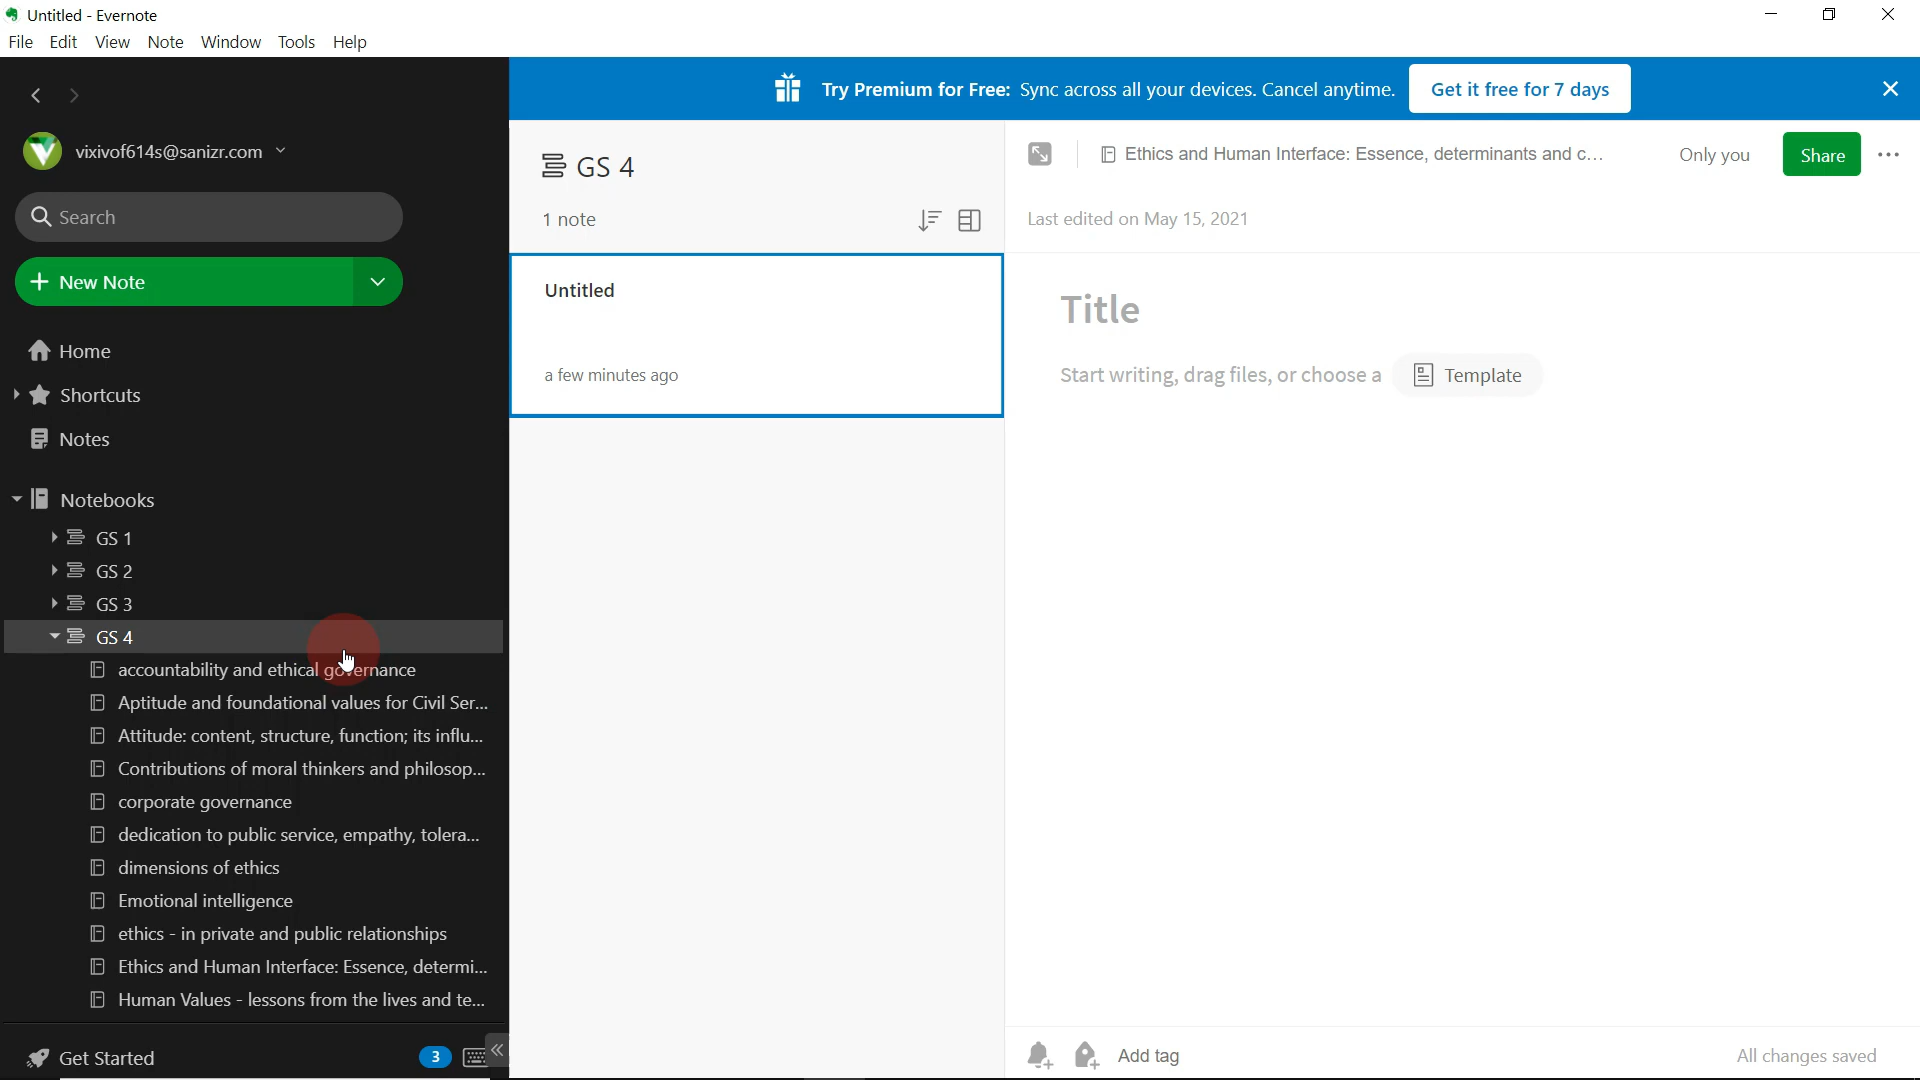 Untitled - Evernote
File Edit View Note Window Tools Help
Try Premium for Free: Sync across all your devices. Cancel anytime. Get it free for 7 days
vixivof614s@sanizr.com
Search
New Note
Home
Shortcuts
Notes
Notebooks
GS 1
GS 2
GS 3
GS 4
accountability and ethical governance
Aptitude and foundational values for Civil Ser...
Attitude: content, structure, function; its influ...
Contributions of moral thinkers and philosop...
corporate governance
dedication to public service, empathy, tolera...
dimensions of ethics
Emotional intelligence
ethics - in private and public relationships
Ethics and Human Interface: Essence, determi...
Human Values - lessons from the lives and te...
Get Started 3
GS 4
1 note
Untitled
a few minutes ago
Ethics and Human Interface: Essence, determinants and c... Only you Share
Last edited on May 15, 2021
Title
Start writing, drag files, or choose a Template
Add tag All changes saved